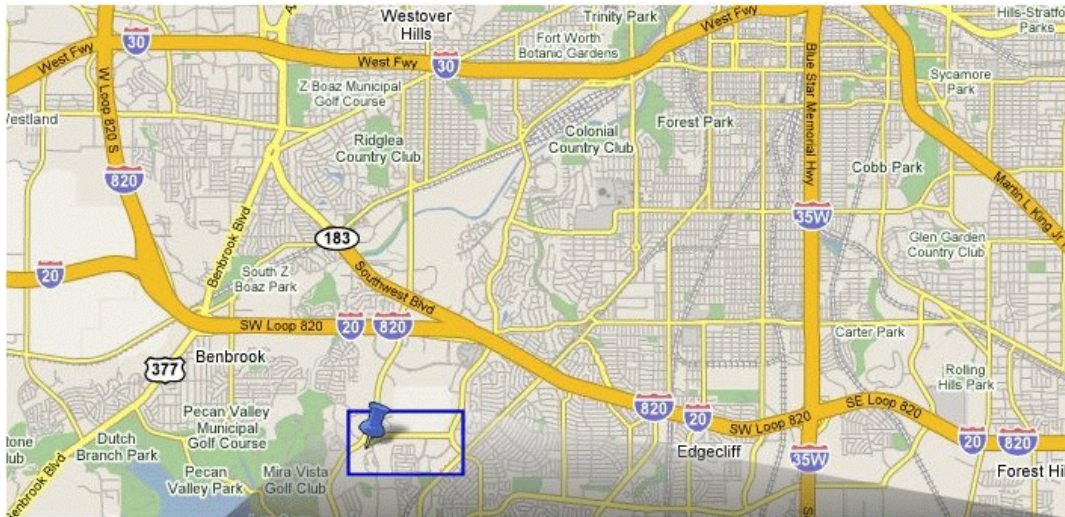 Westover
Hills
Trinity Park
Hills-Stratfo
Parks
30
West Fwy
Fort Worth
Botanic Gardens
West Fwy
West Fwy
30
Z Boaz Municipal
Golf Course
Sycamore
Park
W Loop 820 S
Blue Star Memorial Hwy
Westland
Ridglea
Country Club
Colonial
Country Club
Forest Park
Cobb Park
820
Martin L King Jr
35W
183
Benbrook Blvd
Glen Garden
Country Club
20
South Z
Boaz Park
Southwest Blvd
SW Loop 820
20
820
Carter Park
Benbrook
377
Rolling
Hills Park
820
20
SW Loop 820
SE Loop 820
Pecan Valley
Municipal
Golf Course
Dutch
Branch Park
tone
lub
Edgecliff
20
820
35W
Benbrook Blvd
Pecan
Valley Park
Mira Vista
Golf Club
Forest Hil